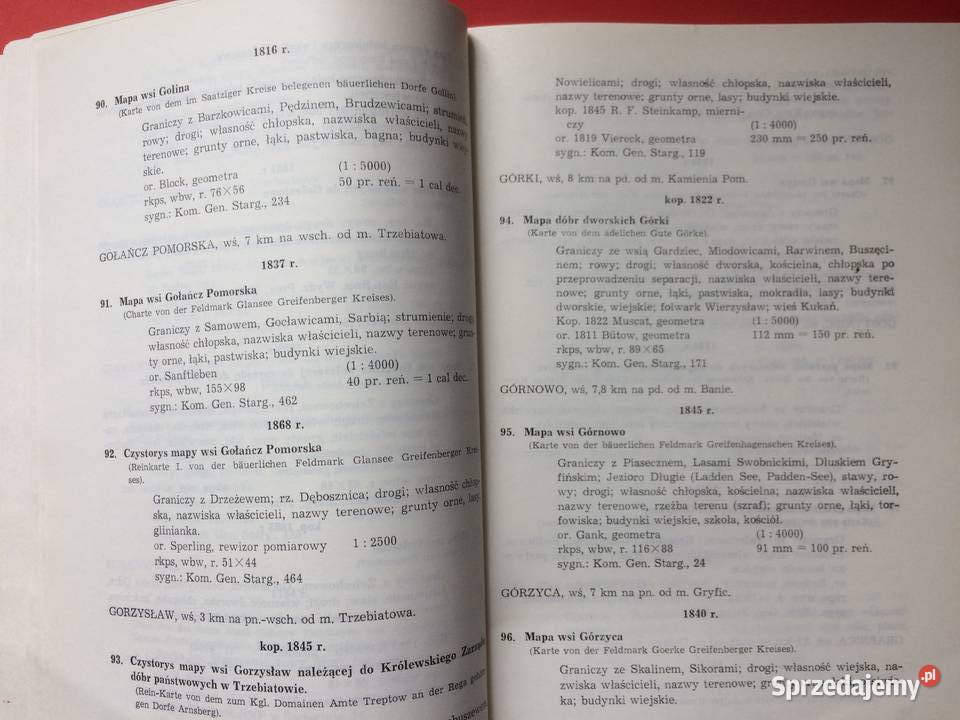 1816 r.
90. Mapa wsi Golina
(Karte von dem im Saatziger Kreise belegenen bäuerlichen Dorfe Gollin)
Graniczy z Barzkowicami, Pędzinem, Brudzewicami; strumień,
rowy; drogi; własność chłopska, nazwiska właścicieli, nazwy
terenowe; grunty orne, łąki, pastwiska, bagna; budynki wiej-
skie.
or. Block, geometra (1 : 5000)
rkps, wbw, r. 76×56 50 pr. reń. = 1 cal dec.
sygn.: Kom. Gen. Starg., 234
GOŁAŃCZ POMORSKA, wś, 7 km na wsch. od m. Trzebiatowa.
1837 r.
91. Mapa wsi Gołańcz Pomorska
(Charte von der Feldmark Glansee Greifenberger Kreises).
Graniczy z Samowem, Gocławicami, Sarbią; strumienie; drogi,
własność chłopska, nazwiska właścicieli, nazwy terenowe; grun-
ty orne, łąki, pastwiska; budynki wiejskie.
or. Sanftleben (1 : 4000)
rkps, wbw, 155×98 40 pr. reń. = 1 cal dec.
sygn.: Kom. Gen. Starg., 462
1868 r.
92. Czystorys mapy wsi Gołańcz Pomorska
(Reinkarte I. von der bäuerlichen Feldmark Glansee Greifenberger Krei-
ses).
Graniczy z Drzeżewem; rz. Dębosznica; drogi; własność chłop-
ska, nazwiska właścicieli, nazwy terenowe; grunty orne, łąki,
glinianka.
or. Sperling, rewizor pomiarowy 1 : 2500
rkps, wbw, r. 51×44
sygn.: Kom. Gen. Starg., 464
GORZYSŁAW, wś, 3 km na pn.-wsch. od m. Trzebiatowa.
kop. 1845 r.
93. Czystorys mapy wsi Gorzysław należącej do Królewskiego Zarządu
dóbr państwowych w Trzebiatowie.
(Rein-Karte von dem zum Kgl. Domainen Amte Treptow an der Rega gehöri-
gen Dorfe Arnsberg).
Nowielicami; drogi; własność chłopska, nazwiska właścicieli,
nazwy terenowe; grunty orne, lasy; budynki wiejskie.
kop. 1845 R. F. Steinkamp, mierni-
czy (1 : 4000)
or. 1819 Viereck, geometra 230 mm = 250 pr. reń.
sygn.: Kom. Gen. Starg., 119
GÓRKI, wś, 8 km na pd. od m. Kamienia Pom.
kop. 1822 r.
94. Mapa dóbr dworskich Górki
(Karte von dem adelichen Gute Görke).
Graniczy ze wsią Gardziec, Miodowicami, Rarwinem, Buszęci-
nem; rowy; drogi; własność dworska, kościelna, chłopska po
przeprowadzeniu separacji, nazwiska właścicieli, nazwy tere-
nowe; grunty orne, łąki, pastwiska, mokradła, lasy; budynki
dworskie, wiejskie; folwark Wierzysław; wieś Kukań.
Kop. 1822 Muscat, geometra (1 : 5000)
or. 1811 Bütow, geometra 112 mm = 150 pr. reń.
rkps, wbw, r. 89×65
sygn.: Kom. Gen. Starg., 171
GÓRNOWO, wś, 7,8 km na pd. od m. Banie.
1845 r.
95. Mapa wsi Górnowo
(Karte von der bäuerlichen Feldmark Greifenhagenschen Kreises).
Graniczy z Piasecznem, Lasami Swobnickimi, Dłuskiem Gry-
fińskim; Jezioro Długie (Ladden See, Padden-See), stawy, ro-
wy; drogi; własność chłopska, kościelna; nazwiska właścicieli,
nazwy terenowe, rzeźba terenu (szraf); grunty orne, łąki, tor-
fowiska; budynki wiejskie, szkoła, kościół.
or. Gank, geometra (1 : 4000)
rkps, wbw, r. 116×88 91 mm = 100 pr. reń.
sygn.: Kom. Gen. Starg., 24
GÓRZYCA, wś, 7 km na pn. od m. Gryfic.
1840 r.
96. Mapa wsi Górzyca
(Karte von der Feldmark Goerke Greifenberger Kreises).
Graniczy ze Skalinem, Sikorami; drogi; własność wiejska, na-
zwiska właścicieli, nazwy terenowe;
ka; budynki wiejskie.
Sprzedajemy.pl